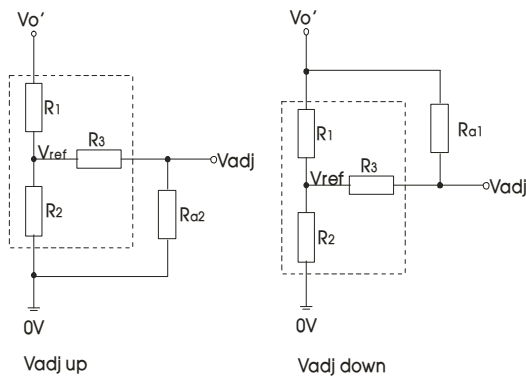 Vo'
R1
Vref
R3
Vadj
R2
Ra2
0V
Vadj up
Vo'
R1
Ra1
Vref
R3
Vadj
R2
0V
Vadj down